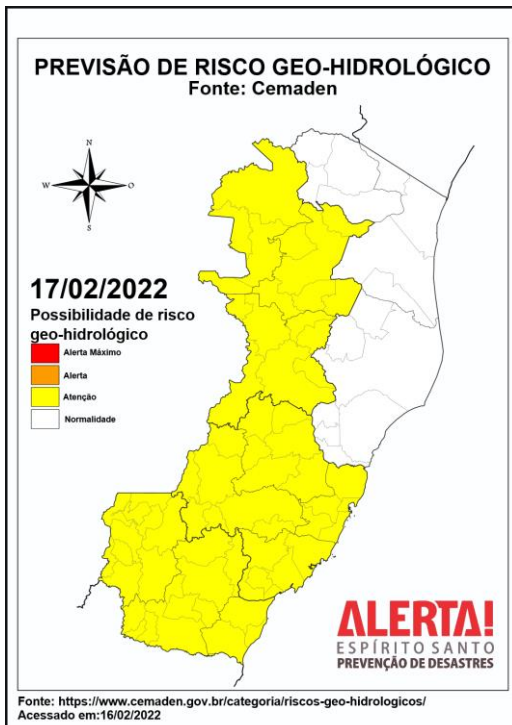 PREVISÃO DE RISCO GEO-HIDROLÓGICO
Fonte: Cemaden
N
W
O
S
17/02/2022
Possibilidade de risco
geo-hidrológico
Alerta Máximo
Alerta
Atenção
Normalidade
ALERTA!
ESPÍRITO SANTO
PREVENÇÃO DE DESASTRES
Fonte: https://www.cemaden.gov.br/categoria/riscos-geo-hidrologicos/
Acessado em:16/02/2022